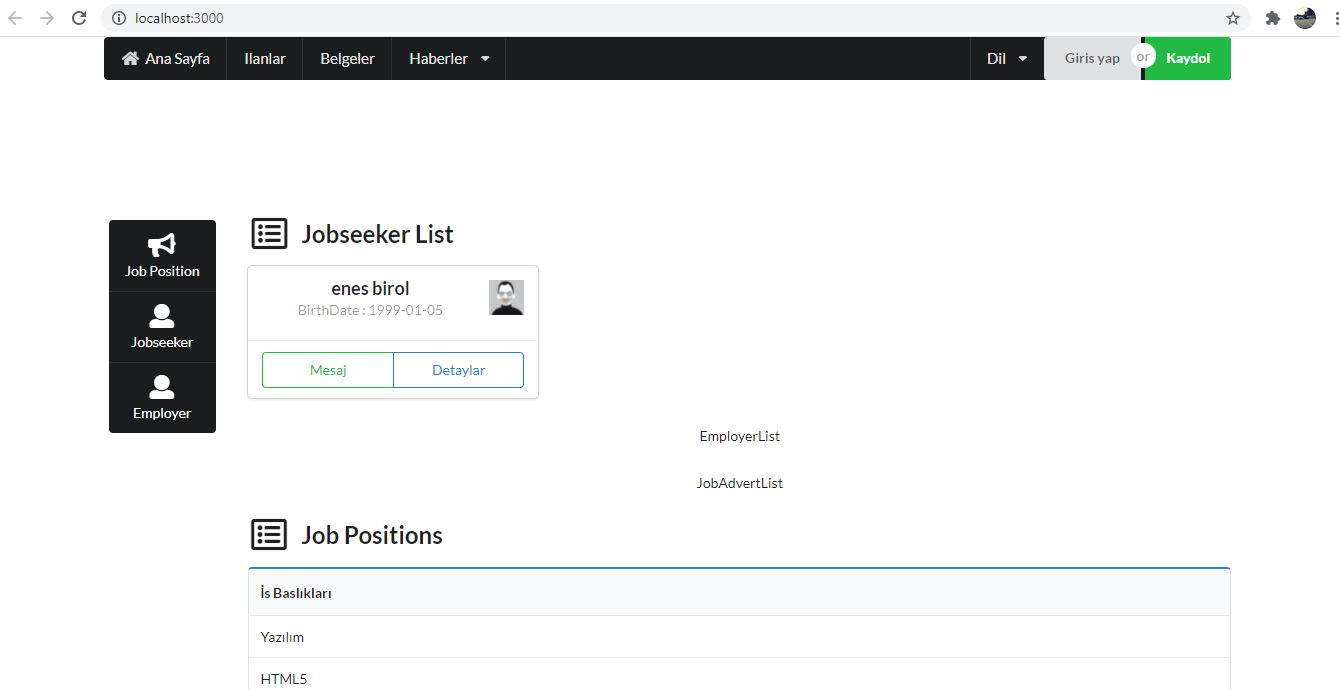 localhost:3000
Ana Sayfa Ilanlar Belgeler Haberler Dil Giris yap or Kaydol
Job Position
Jobseeker
Employer
Jobseeker List
enes birol
BirthDate : 1999-01-05
Mesaj Detaylar
EmployerList
JobAdvertList
Job Positions
İs Baslıkları
Yazılım
HTML5